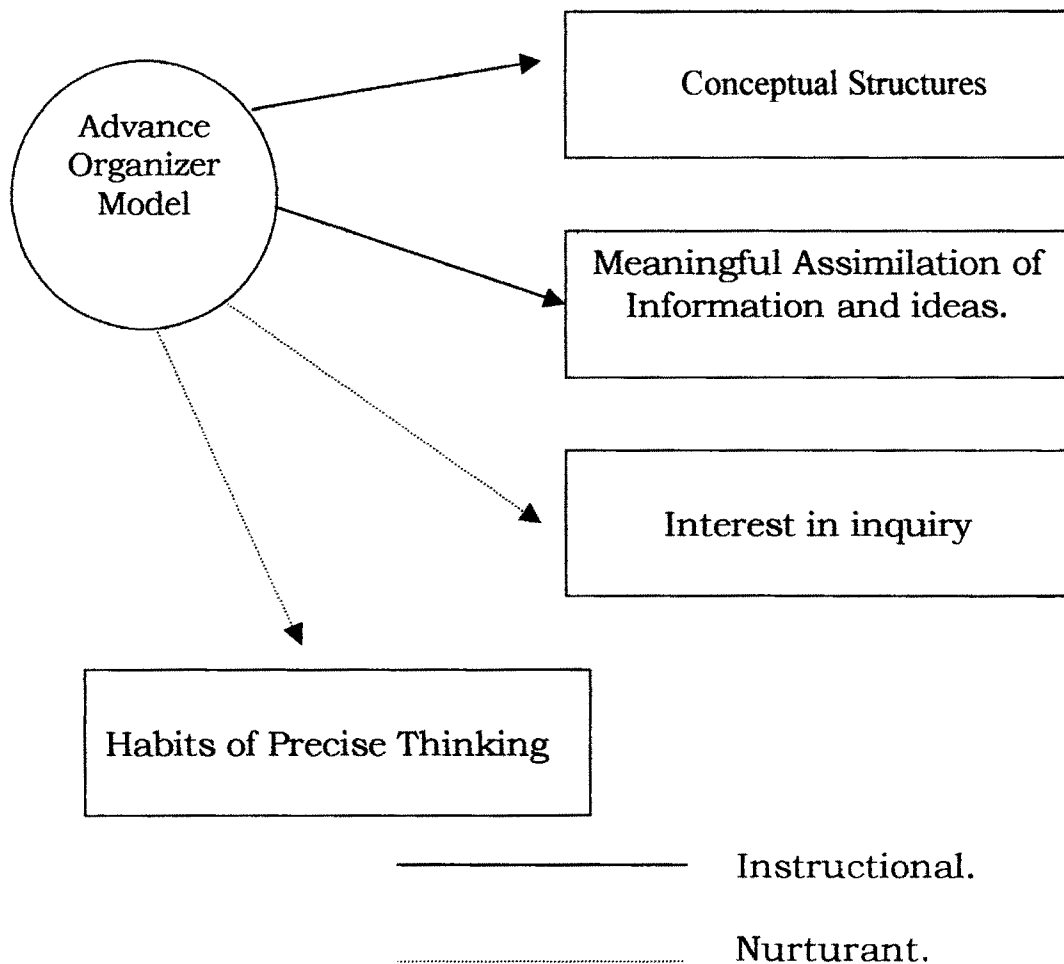 Advance
Organizer
Model
Conceptual Structures
Meaningful Assimilation of
Information and ideas.
Interest in inquiry
Habits of Precise Thinking
Instructional.
Nurturant.